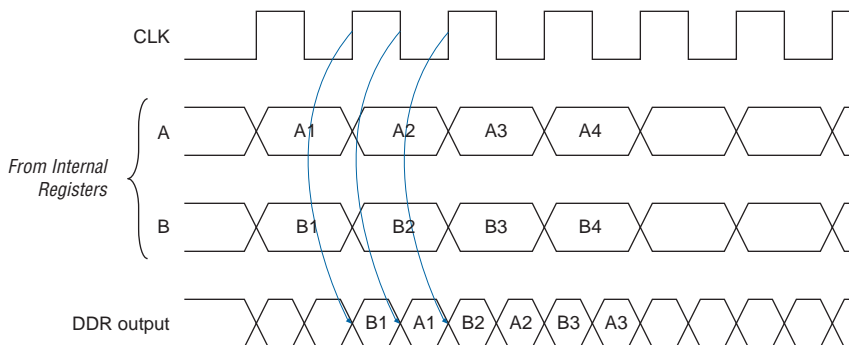 CLK
A
A1 A2 A3 A4
From Internal
Registers
B
B1 B2 B3 B4
DDR output
B1 A1 B2 A2 B3 A3